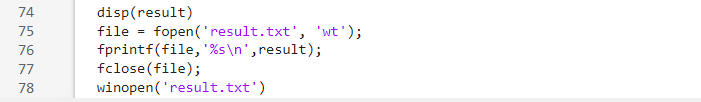 74 disp(result)
75 file = fopen('result.txt', 'wt');
76 fprintf(file,'%s\n',result);
77 fclose(file);
78 winopen('result.txt')